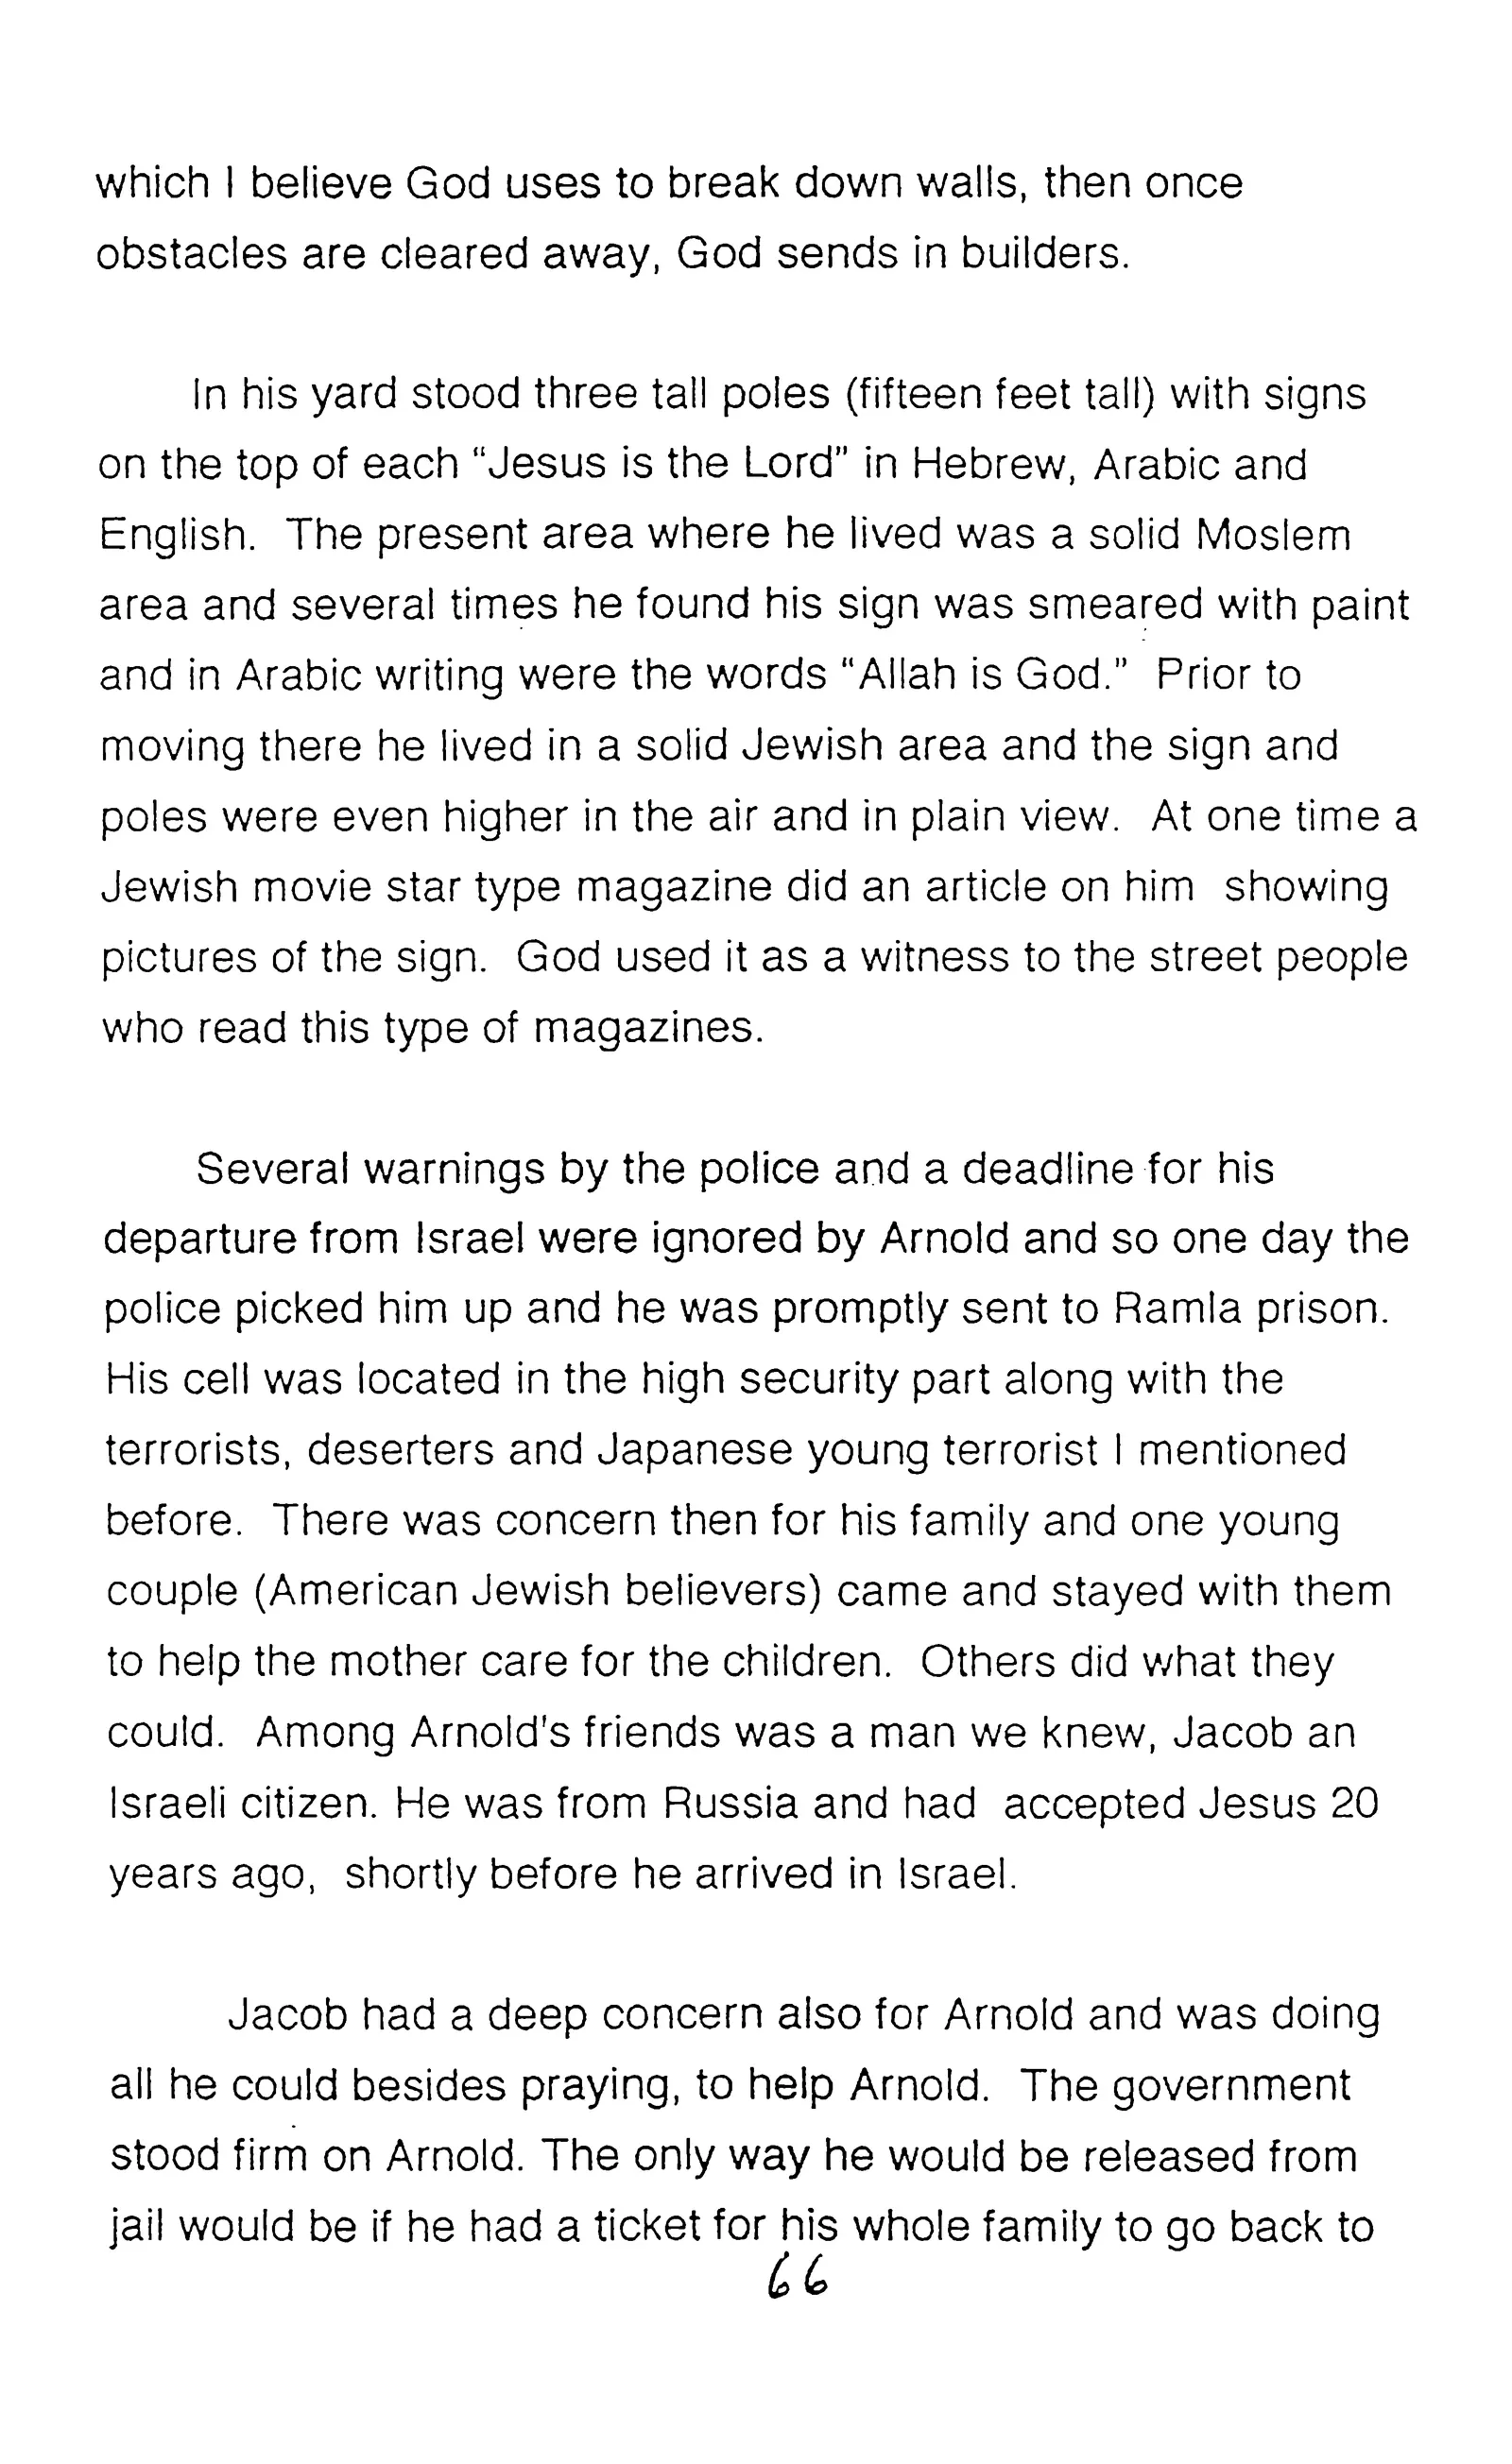 which I believe God uses to break down walls, then once
obstacles are cleared away, God sends in builders.
In his yard stood three tall poles (fifteen feet tall) with signs
on the top of each "Jesus is the Lord" in Hebrew, Arabic and
English. The present area where he lived was a solid Moslem
area and several times he found his sign was smeared with paint
and in Arabic writing were the words "Allah is God." Prior to
moving there he lived in a solid Jewish area and the sign and
poles were even higher in the air and in plain view. At one time a
Jewish movie star type magazine did an article on him showing
pictures of the sign. God used it as a witness to the street people
who read this type of magazines.
Several warnings by the police and a deadline for his
departure from Israel were ignored by Arnold and so one day the
police picked him up and he was promptly sent to Ramla prison.
His cell was located in the high security part along with the
terrorists, deserters and Japanese young terrorist I mentioned
before. There was concern then for his family and one young
couple (American Jewish believers) came and stayed with them
to help the mother care for the children. Others did what they
could. Among Arnold's friends was a man we knew, Jacob an
Israeli citizen. He was from Russia and had accepted Jesus 20
years ago, shortly before he arrived in Israel.
Jacob had a deep concern also for Arnold and was doing
all he could besides praying, to help Arnold. The government
stood firm on Arnold. The only way he would be released from
jail would be if he had a ticket for his whole family to go back to
66